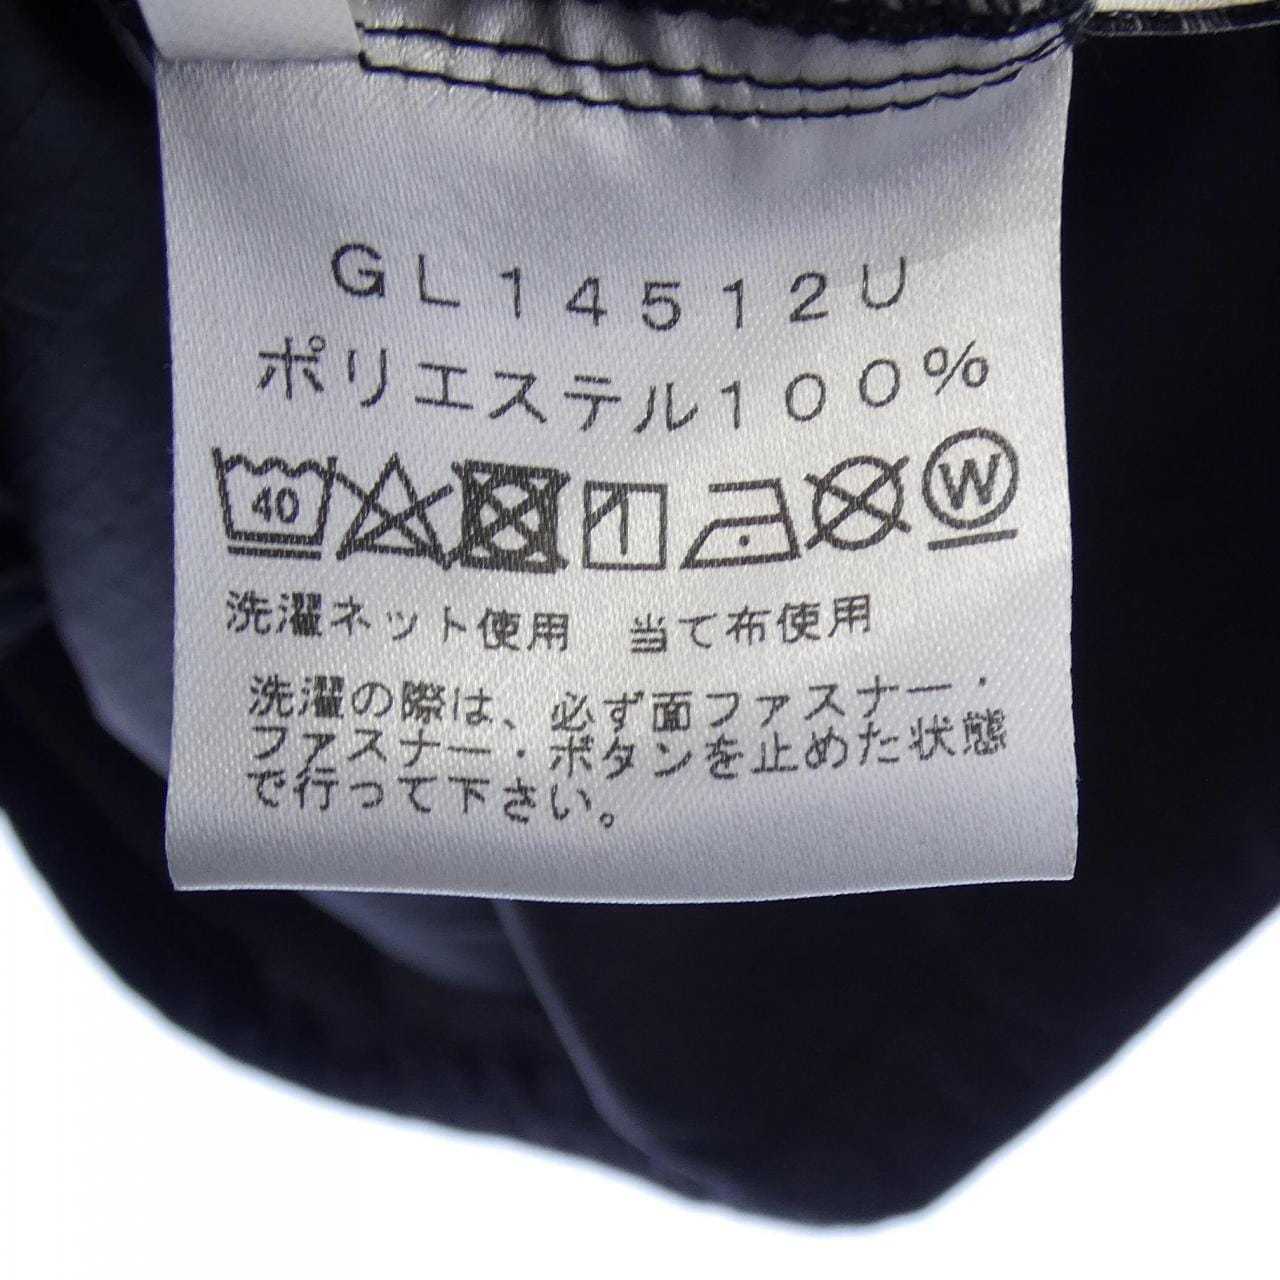 GL14512U
ポリエステル100%
40
W
洗濯ネット使用　当て布使用
洗濯の際は、必ず面ファスナー・
ファスナー・ボタンを止めた状態
で行って下さい。